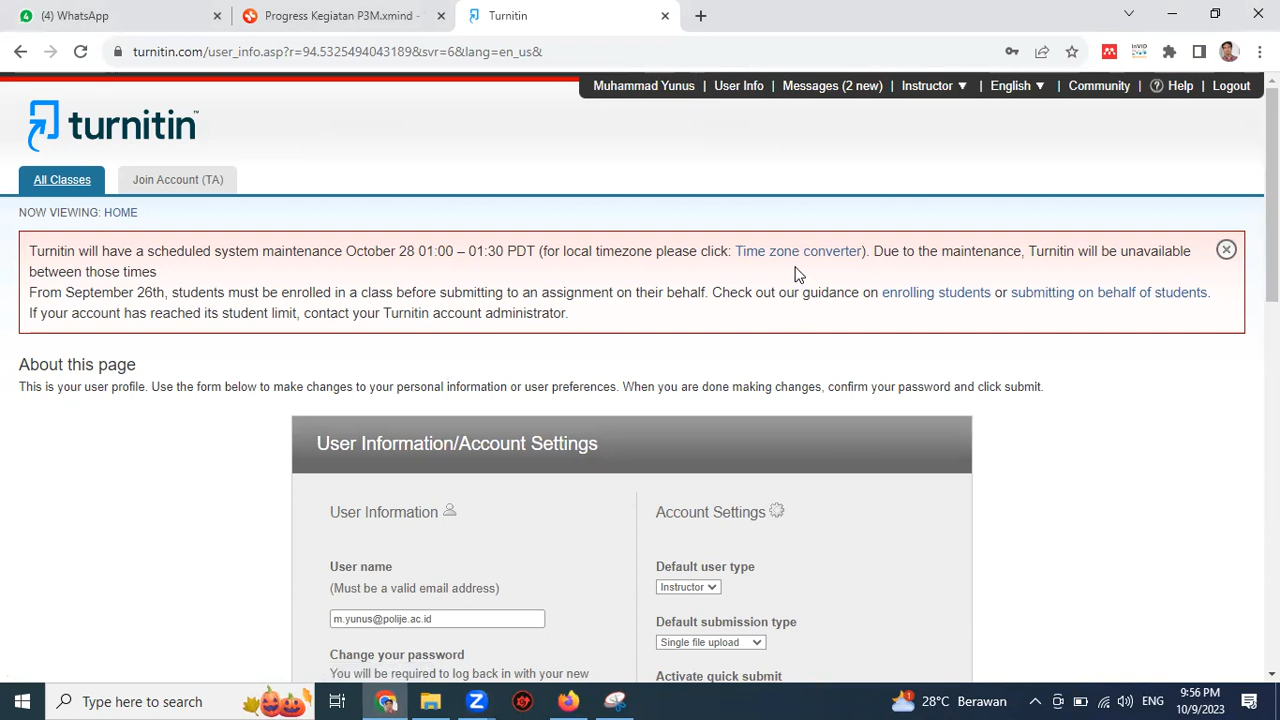 4
(4) WhatsApp
Progress Kegiatan P3M.xmind -
Turnitin
turnitin.com/user_info.asp?r=94.5325494043189&svr=6&lang=en_us&
Muhammad Yunus
User Info
Messages (2 new)
Instructor ▼
English ▼
Community
? Help
Logout
turnitin™
All Classes
Join Account (TA)
NOW VIEWING: HOME
Turnitin will have a scheduled system maintenance October 28 01:00 – 01:30 PDT (for local timezone please click: Time zone converter). Due to the maintenance, Turnitin will be unavailable
between those times
From September 26th, students must be enrolled in a class before submitting to an assignment on their behalf. Check out our guidance on enrolling students or submitting on behalf of students.
If your account has reached its student limit, contact your Turnitin account administrator.
About this page
This is your user profile. Use the form below to make changes to your personal information or user preferences. When you are done making changes, confirm your password and click submit.
User Information/Account Settings
User Information
User name
(Must be a valid email address)
m.yunus@polije.ac.id
Change your password
You will be required to log back in with your new
Account Settings
Default user type
Instructor
Default submission type
Single file upload
Activate quick submit
Type here to search
28°C Berawan
ENG
9:56 PM
10/9/2023